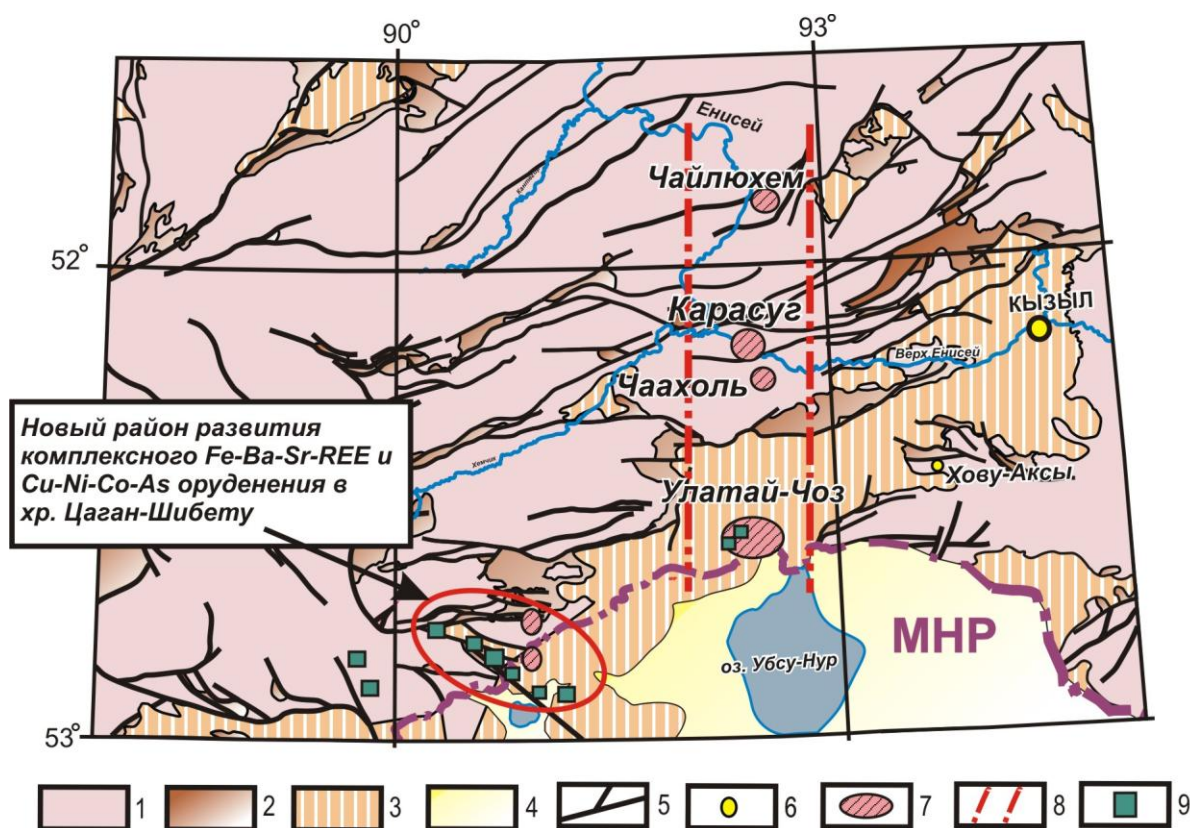 90°
93°
Енисей
Чайлюхем
52°
Карасуг
КЫЗЫЛ
Верх.Енисей
Чаахоль
Новый район развития
комплексного Fe-Ba-Sr-REE и
Cu-Ni-Co-As оруденения в
хр. Цаган-Шибету
Хемчик
Хову-Аксы
Улатай-Чоз
МНР
оз. Убсу-Нур
53°
1 2 3 4 5 6 7 8 9